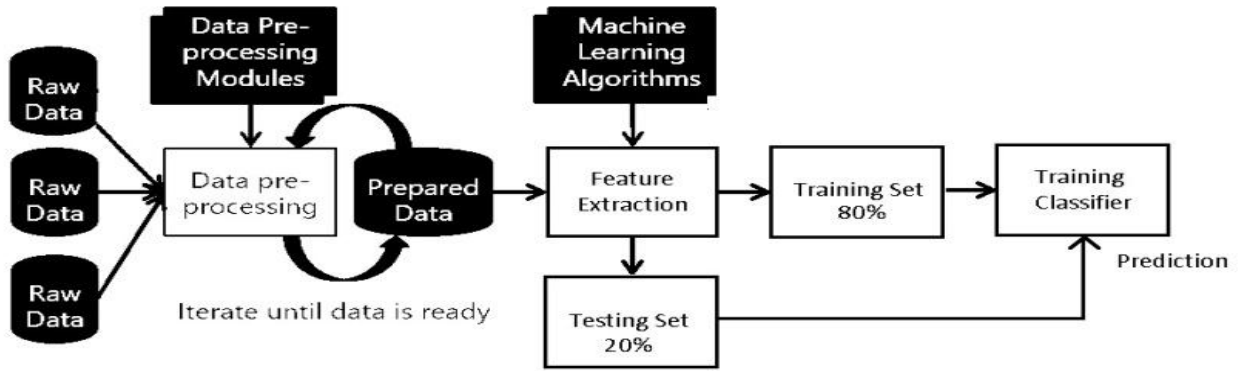 Data Pre-
processing
Modules
Machine
Learning
Algorithms
Raw
Data
Raw
Data
Raw
Data
Data pre-
processing
Prepared
Data
Feature
Extraction
Training Set
80%
Training
Classifier
Prediction
Iterate until data is ready
Testing Set
20%